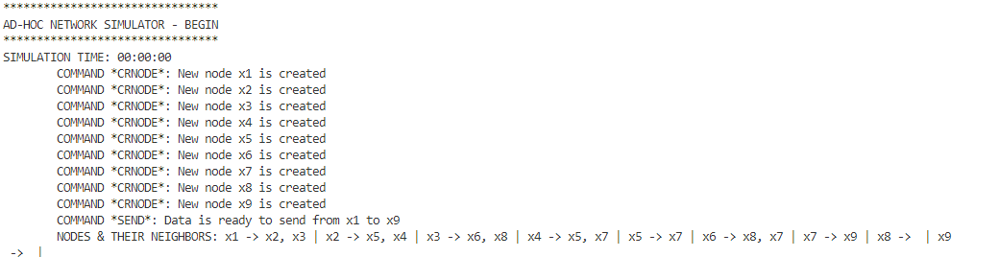 ********************************
AD-HOC NETWORK SIMULATOR - BEGIN
********************************
SIMULATION TIME: 00:00:00
COMMAND *CRNODE*: New node x1 is created
COMMAND *CRNODE*: New node x2 is created
COMMAND *CRNODE*: New node x3 is created
COMMAND *CRNODE*: New node x4 is created
COMMAND *CRNODE*: New node x5 is created
COMMAND *CRNODE*: New node x6 is created
COMMAND *CRNODE*: New node x7 is created
COMMAND *CRNODE*: New node x8 is created
COMMAND *CRNODE*: New node x9 is created
COMMAND *SEND*: Data is ready to send from x1 to x9
NODES & THEIR NEIGHBORS: x1 -> x2, x3 | x2 -> x5, x4 | x3 -> x6, x8 | x4 -> x5, x7 | x5 -> x7 | x6 -> x8, x7 | x7 -> x9 | x8 ->  | x9
->  |